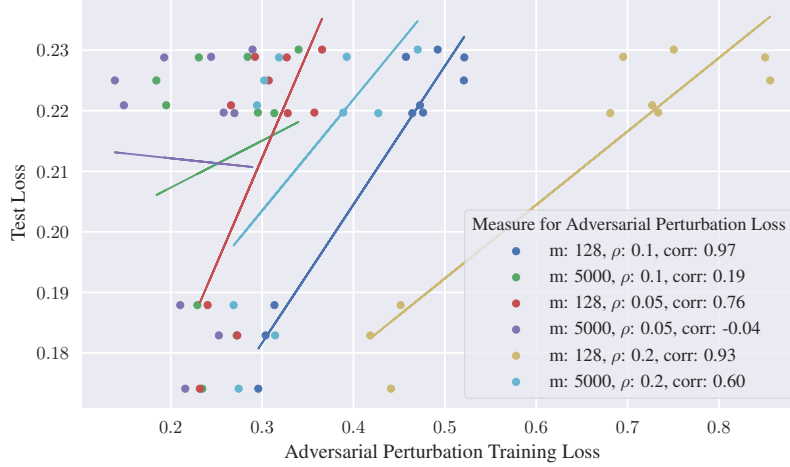 0.23
0.22
0.21
0.20
0.19
0.18
Test Loss
Measure for Adversarial Perturbation Loss
m: 128, ρ: 0.1, corr: 0.97
m: 5000, ρ: 0.1, corr: 0.19
m: 128, ρ: 0.05, corr: 0.76
m: 5000, ρ: 0.05, corr: -0.04
m: 128, ρ: 0.2, corr: 0.93
m: 5000, ρ: 0.2, corr: 0.60
0.2 0.3 0.4 0.5 0.6 0.7 0.8
Adversarial Perturbation Training Loss